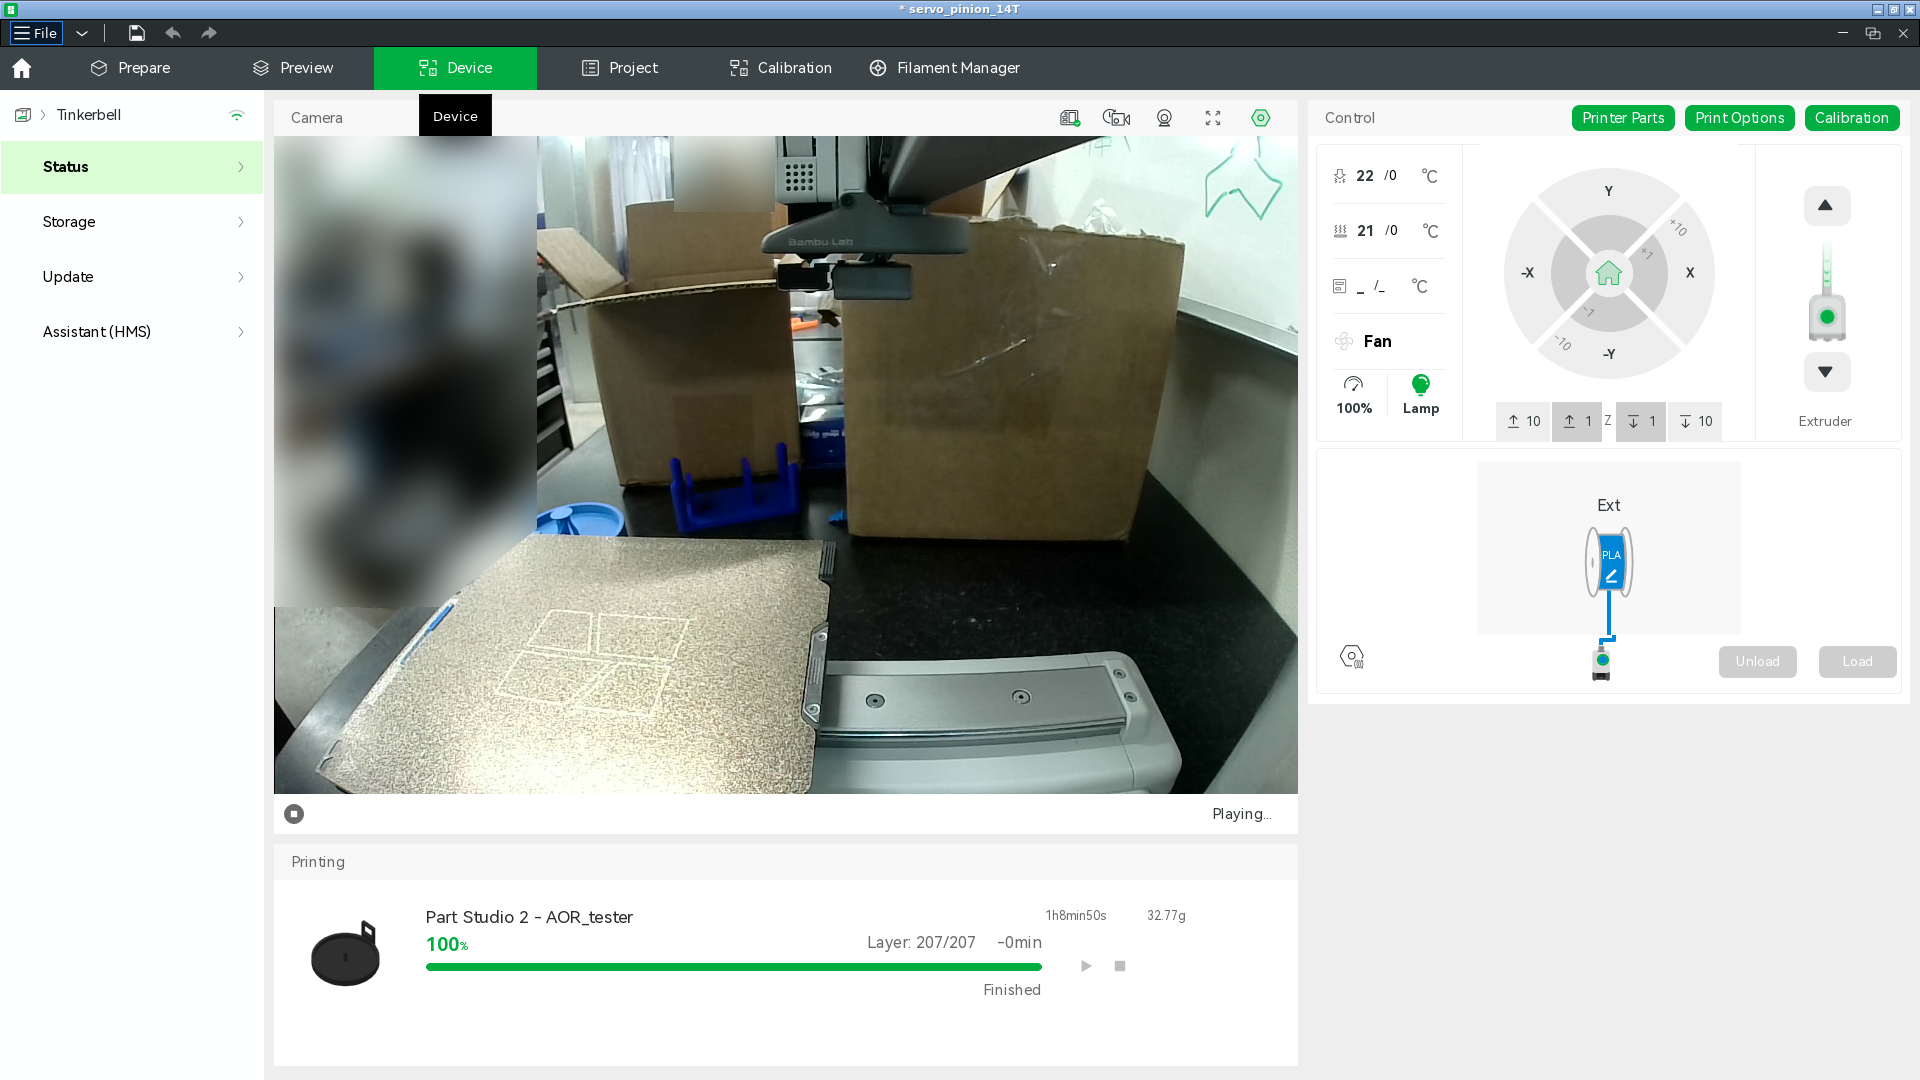 * servo_pinion_14T
File
Prepare
Preview
Device
Project
Calibration
Filament Manager
Tinkerbell
Status
Storage
Update
Assistant (HMS)
Camera
Device
Bambu Lab
Playing...
Printing
Part Studio 2 - AOR_tester
1h8min50s
32.77g
100%
Layer: 207/207
-0min
Finished
Control
Printer Parts
Print Options
Calibration
22 /0 °C
21 /0 °C
_ /_ °C
Fan
100%
Lamp
Y
+10
+1
-X
X
-1
-10
-Y
10
1
Z
1
10
Extruder
Ext
PLA
Unload
Load